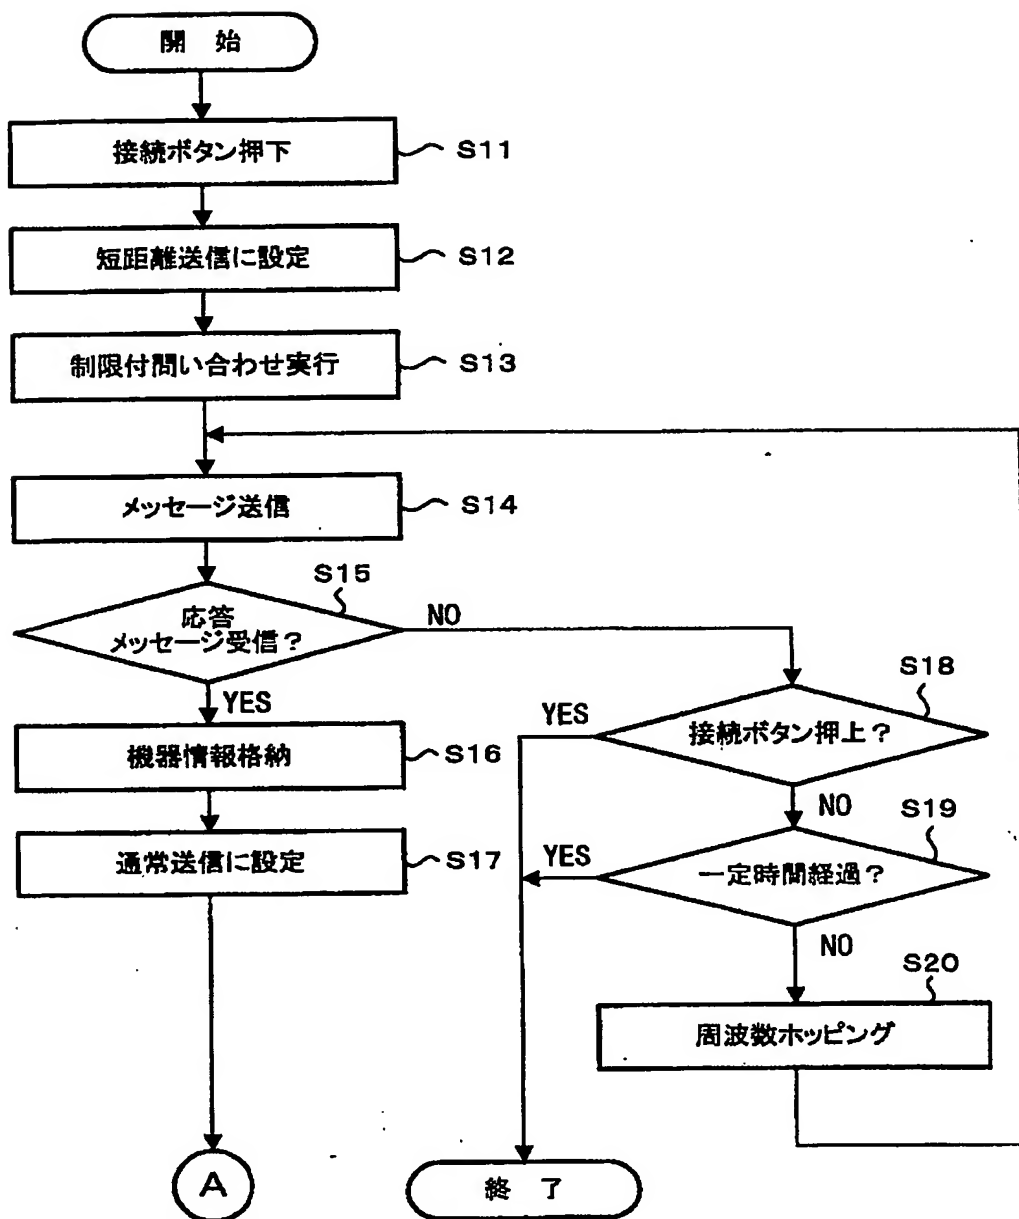 開 始
接続ボタン押下
S11
短距離送信に設定
S12
制限付問い合わせ実行
S13
メッセージ送信
S14
S15
応答
メッセージ受信？
NO
YES
機器情報格納
S16
通常送信に設定
S17
A
S18
接続ボタン押上？
YES
NO
S19
一定時間経過？
YES
NO
S20
周波数ホッピング
終 了